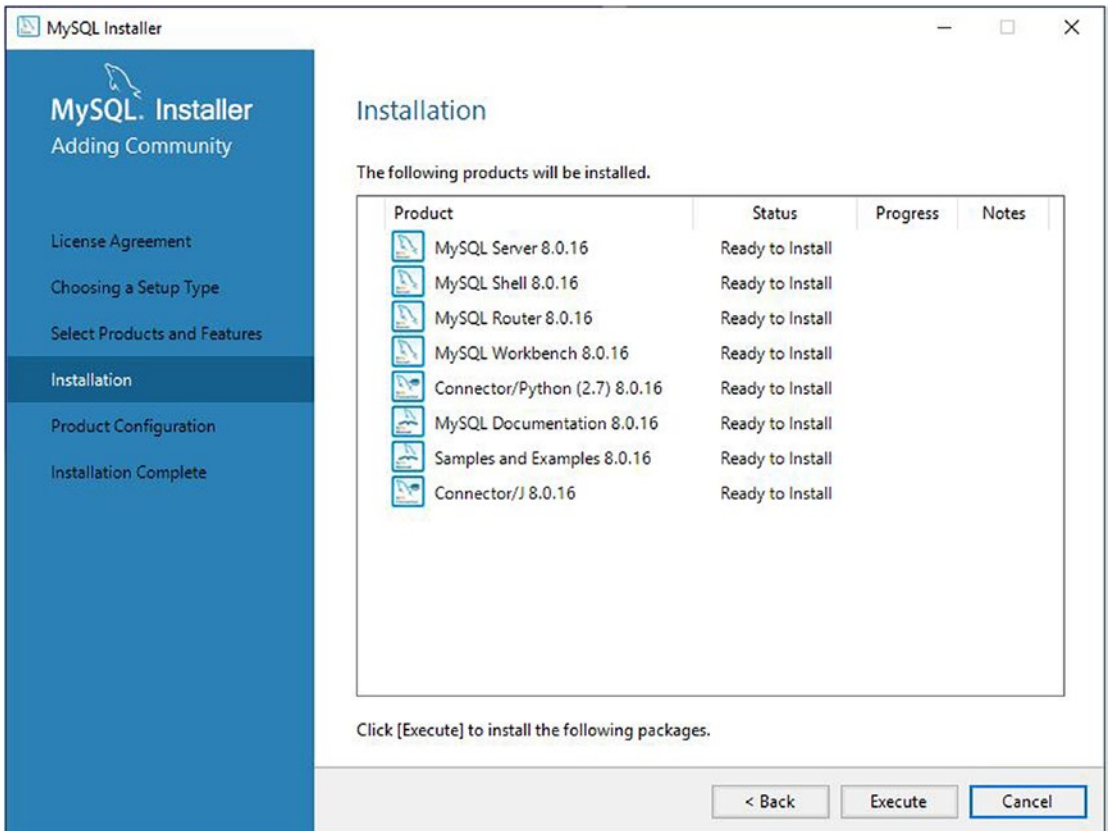 MySQL Installer
MySQL. Installer
Adding Community
License Agreement
Choosing a Setup Type
Select Products and Features
Installation
Product Configuration
Installation Complete
Installation
The following products will be installed.
Product Status Progress Notes
MySQL Server 8.0.16 Ready to Install
MySQL Shell 8.0.16 Ready to Install
MySQL Router 8.0.16 Ready to Install
MySQL Workbench 8.0.16 Ready to Install
Connector/Python (2.7) 8.0.16 Ready to Install
MySQL Documentation 8.0.16 Ready to Install
Samples and Examples 8.0.16 Ready to Install
Connector/J 8.0.16 Ready to Install
Click [Execute] to install the following packages.
< Back Execute Cancel